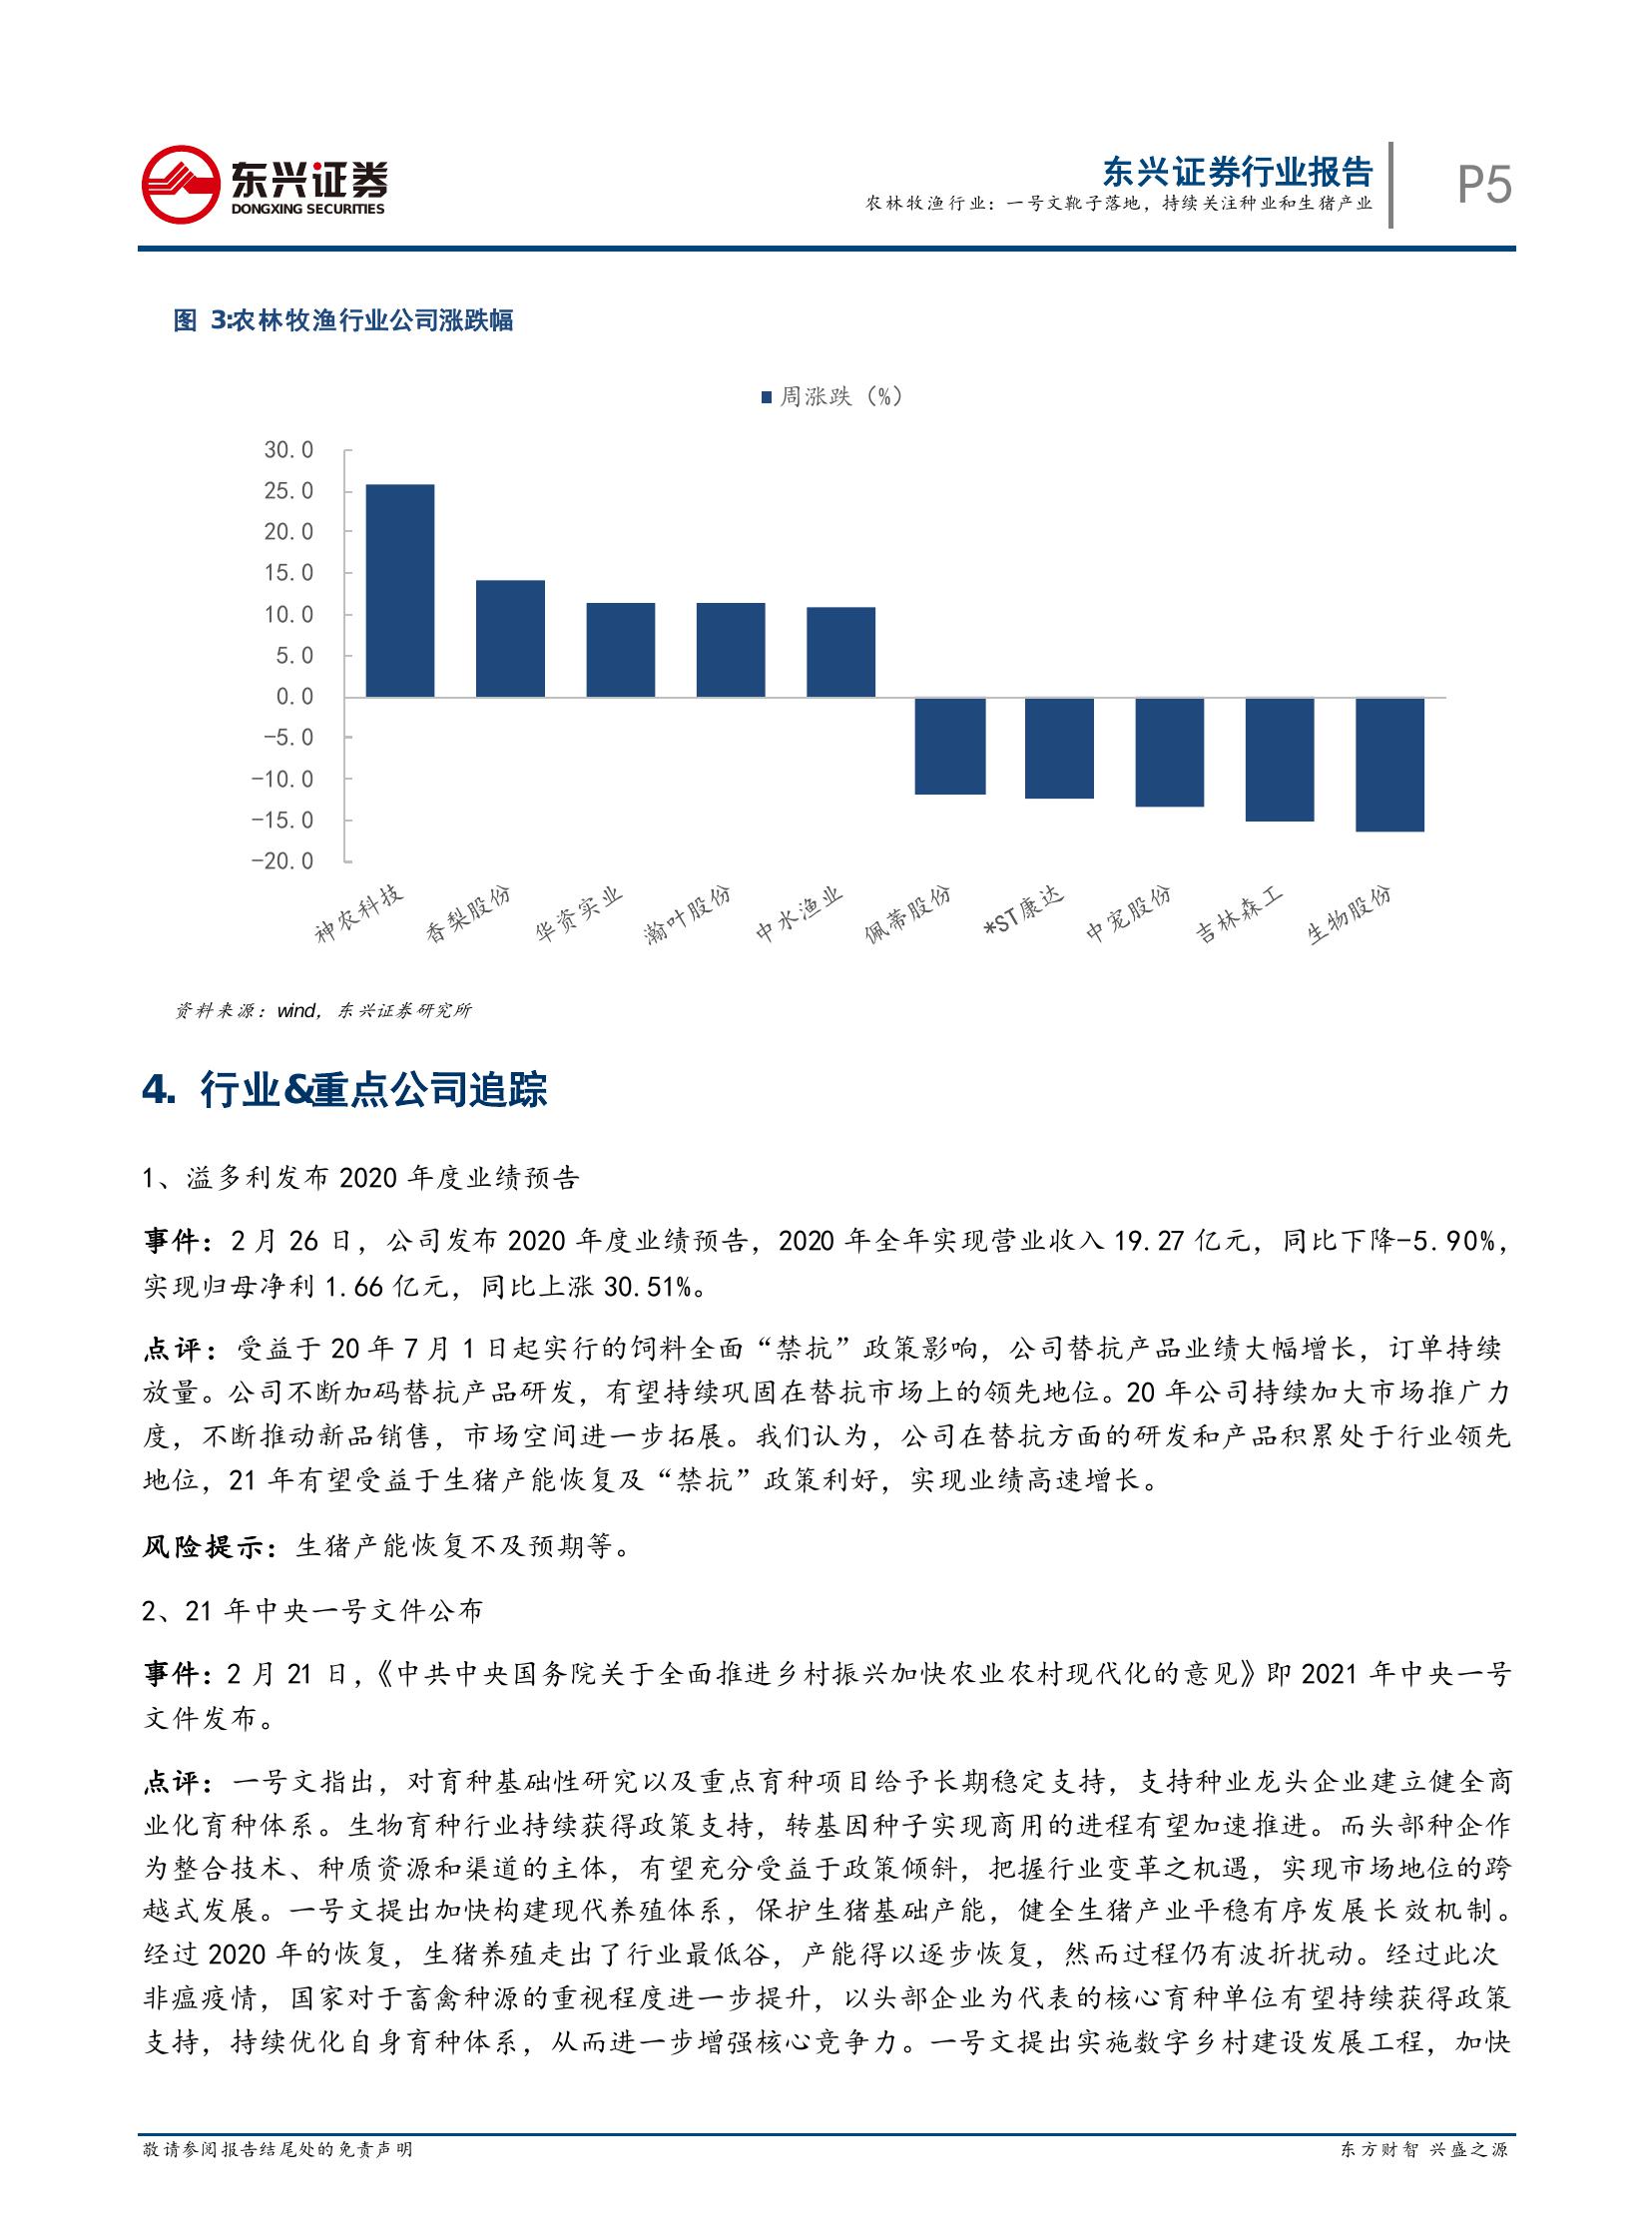 东兴证券
DONGXING SECURITIES
东兴证券行业报告
农林牧渔行业：一号文靴子落地，持续关注种业和生猪产业
P5
图 3:农林牧渔行业公司涨跌幅
周涨跌（%）
30.0
25.0
20.0
15.0
10.0
5.0
0.0
-5.0
-10.0
-15.0
-20.0
神农科技
香梨股份
华资实业
瀚叶股份
中水渔业
佩蒂股份
*ST康达
中宠股份
吉林森工
生物股份
资料来源：wind，东兴证券研究所
4. 行业&重点公司追踪
1、溢多利发布 2020 年度业绩预告
事件：2 月 26 日，公司发布 2020 年度业绩预告，2020 年全年实现营业收入 19.27 亿元，同比下降-5.90%，
实现归母净利 1.66 亿元，同比上涨 30.51%。
点评：受益于 20 年 7 月 1 日起实行的饲料全面“禁抗”政策影响，公司替抗产品业绩大幅增长，订单持续
放量。公司不断加码替抗产品研发，有望持续巩固在替抗市场上的领先地位。20 年公司持续加大市场推广力
度，不断推动新品销售，市场空间进一步拓展。我们认为，公司在替抗方面的研发和产品积累处于行业领先
地位，21 年有望受益于生猪产能恢复及“禁抗”政策利好，实现业绩高速增长。
风险提示：生猪产能恢复不及预期等。
2、21 年中央一号文件公布
事件：2 月 21 日，《中共中央国务院关于全面推进乡村振兴加快农业农村现代化的意见》即 2021 年中央一号
文件发布。
点评：一号文指出，对育种基础性研究以及重点育种项目给予长期稳定支持，支持种业龙头企业建立健全商
业化育种体系。生物育种行业持续获得政策支持，转基因种子实现商用的进程有望加速推进。而头部种企作
为整合技术、种质资源和渠道的主体，有望充分受益于政策倾斜，把握行业变革之机遇，实现市场地位的跨
越式发展。一号文提出加快构建现代养殖体系，保护生猪基础产能，健全生猪产业平稳有序发展长效机制。
经过 2020 年的恢复，生猪养殖走出了行业最低谷，产能得以逐步恢复，然而过程仍有波折扰动。经过此次
非瘟疫情，国家对于畜禽种源的重视程度进一步提升，以头部企业为代表的核心育种单位有望持续获得政策
支持，持续优化自身育种体系，从而进一步增强核心竞争力。一号文提出实施数字乡村建设发展工程，加快
敬请参阅报告结尾处的免责声明
东方财智 兴盛之源